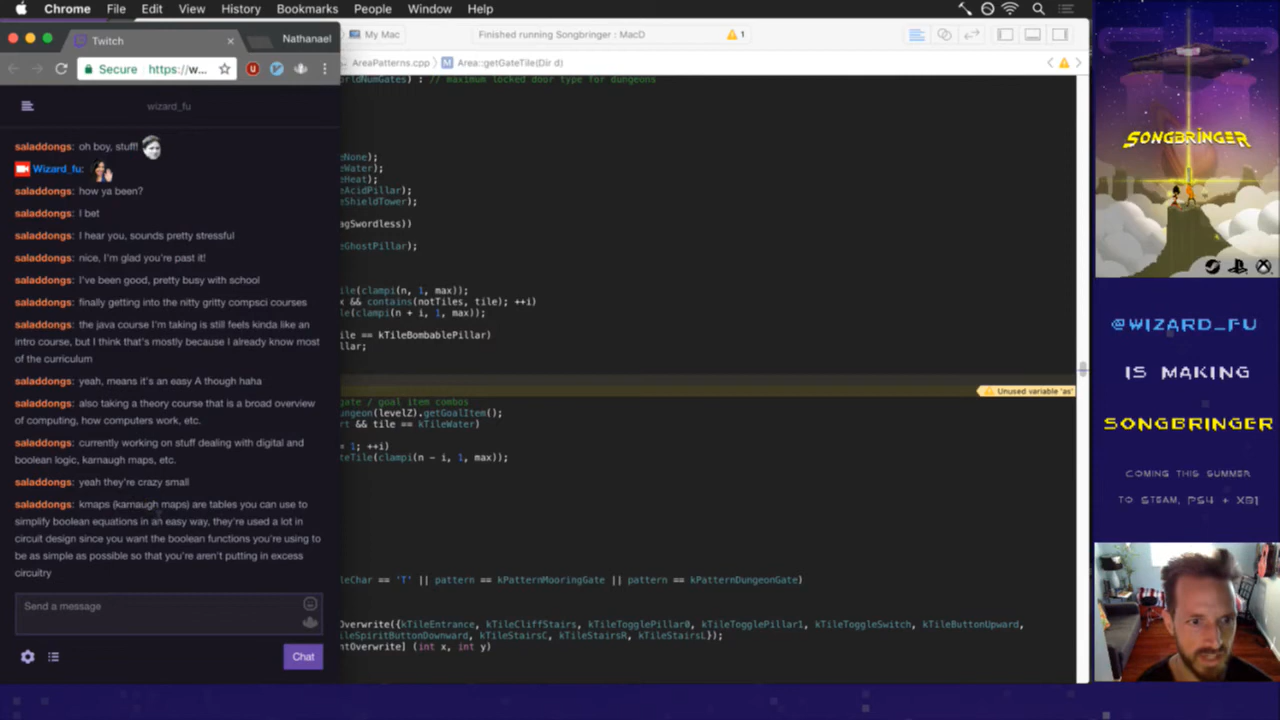 Chrome File Edit View History Bookmarks People Window Help
Twitch
Nathanael
My Mac
Finished running Songbringer : MacD
1
Secure https://w...
AreaPatterns.cpp
M Area::getGateTile(Dir d)
orldNumGates) : // maximum locked door type for dungeons
wizard_fu
saladdongs: oh boy, stuff!
Wizard_fu:
saladdongs: how ya been?
saladdongs: I bet
saladdongs: I hear you, sounds pretty stressful
saladdongs: nice, I'm glad you're past it!
saladdongs: I've been good, pretty busy with school
saladdongs: finally getting into the nitty gritty compsci courses
saladdongs: the java course I'm taking is still feels kinda like an
intro course, but I think that's mostly because I already know most
of the curriculum
saladdongs: yeah, means it's an easy A though haha
saladdongs: also taking a theory course that is a broad overview
of computing, how computers work, etc.
saladdongs: currently working on stuff dealing with digital and
boolean logic, karnaugh maps, etc.
saladdongs: yeah they're crazy small
saladdongs: kmaps (karnaugh maps) are tables you can use to
simplify boolean equations in an easy way, they're used a lot in
circuit design since you want the boolean functions you're using to
be as simple as possible so that you're aren't putting in excess
circuitry
Send a message
Chat
eNone);
eWater);
eHeat);
eAcidPillar);
eShieldTower);
agSwordless))
eGhostPillar);
ile(clampi(n, 1, max));
x && contains(notTiles, tile); ++i)
le(clampi(n + i, 1, max));
ile == kTileBombablePillar)
llar;
Unused variable 'as'
gate / goal item combos
ungeon(levelZ).getGoalItem();
rt && tile == kTileWater)
= 1; ++i)
teTile(clampi(n - i, 1, max));
leChar == 'T' || pattern == kPatternMooringGate || pattern == kPatternDungeonGate)
Overwrite({kTileEntrance, kTileCliffStairs, kTileTogglePillar0, kTileTogglePillar1, kTileToggleSwitch, kTileButtonUpward,
ileSpiritButtonDownward, kTileStairsC, kTileStairsR, kTileStairsL});
ntOverwrite] (int x, int y)
SONGBRINGER
@WIZARD_FU
IS MAKING
SONGBRINGER
COMING THIS SUMMER
TO STEAM, PS4 + XB1